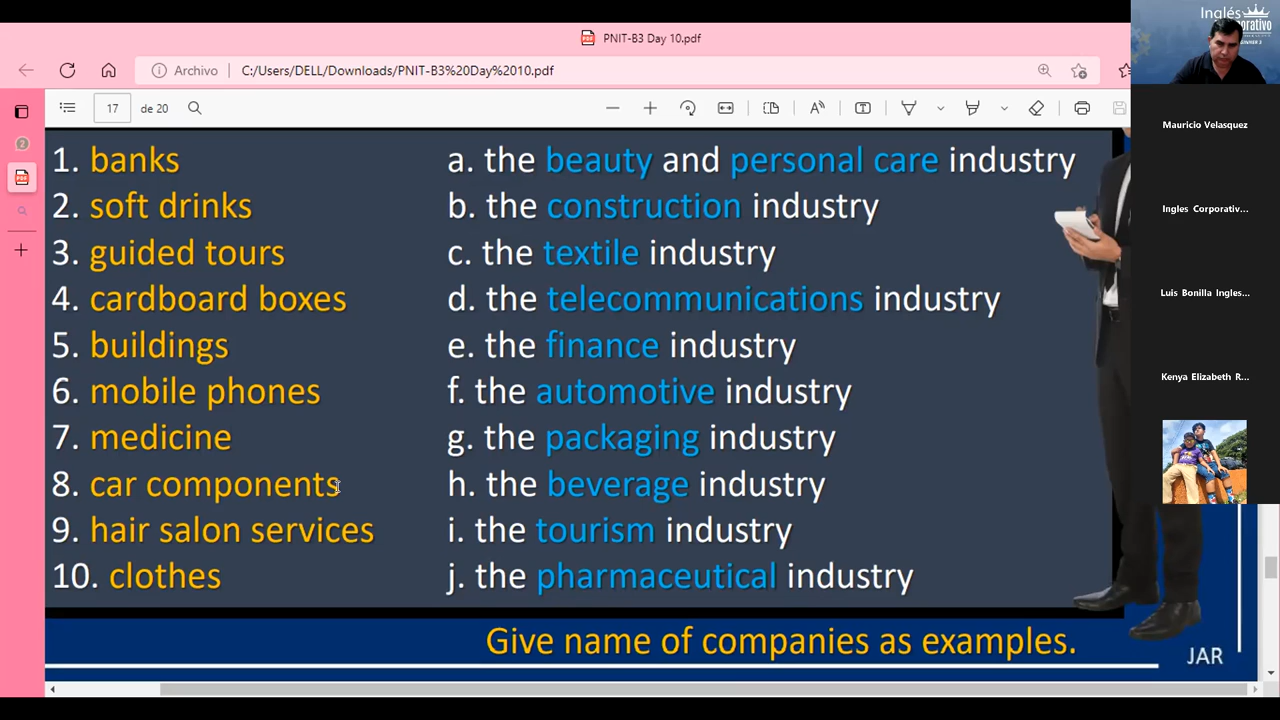 PNIT-B3 Day 10.pdf
Archivo
C:/Users/DELL/Downloads/PNIT-B3%20Day%2010.pdf
2
17
de 20
1. banks
2. soft drinks
3. guided tours
4. cardboard boxes
5. buildings
6. mobile phones
7. medicine
8. car components
9. hair salon services
10. clothes
a. the beauty and personal care industry
b. the construction industry
c. the textile industry
d. the telecommunications industry
e. the finance industry
f. the automotive industry
g. the packaging industry
h. the beverage industry
i. the tourism industry
j. the pharmaceutical industry
Give name of companies as examples.
JAR
Inglés
Mauricio Velasquez
Ingles Corporativ...
Luis Bonilla Ingles...
Kenya Elizabeth R...